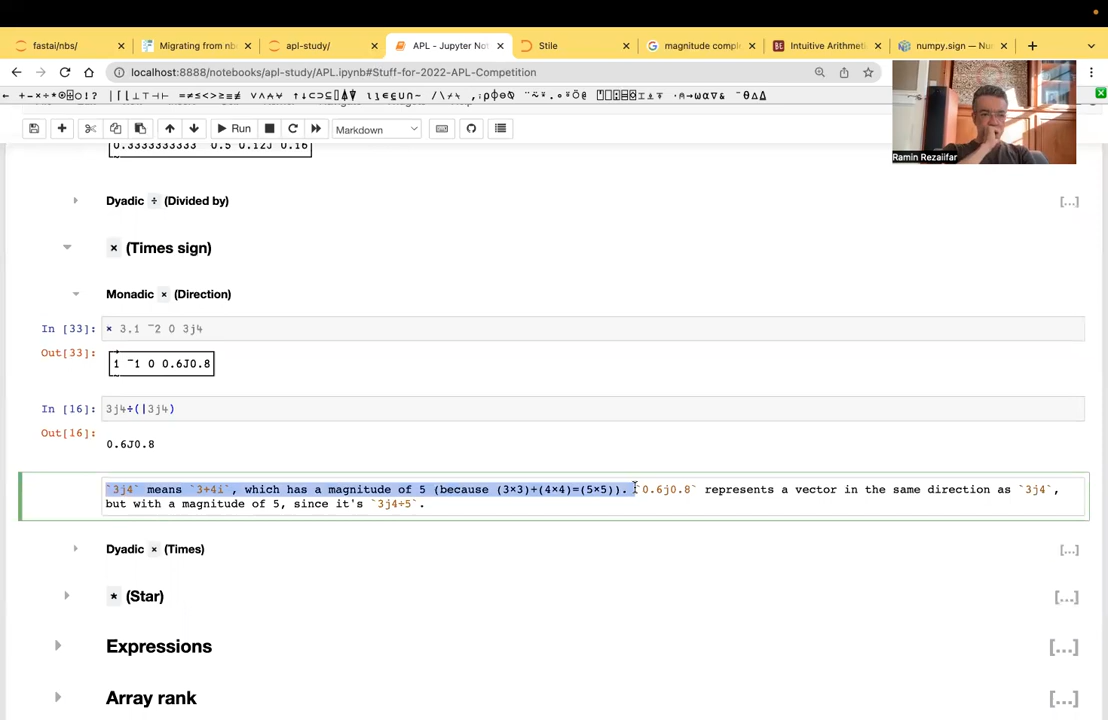 fastai/nbs/
Migrating from nb
apl-study/
APL - Jupyter Not
Stile
magnitude compl
Intuitive Arithmeti
numpy.sign — Nu
localhost:8888/notebooks/apl-study/APL.ipynb#Stuff-for-2022-APL-Competition
Run
Markdown
Ramin Rezaiifar
0.3333333333 0.5 0.12J¯0.16
Dyadic ÷ (Divided by)
[...]
× (Times sign)
Monadic × (Direction)
In [33]: × 3.1 ¯2 0 3j4
Out[33]: 1 ¯1 0 0.6J0.8
In [16]: 3j4÷(|3j4)
Out[16]: 0.6J0.8
`3j4` means `3+4i`, which has a magnitude of 5 (because (3×3)+(4×4)=(5×5)). `0.6j0.8` represents a vector in the same direction as `3j4`,
but with a magnitude of 5, since it's `3j4÷5`.
Dyadic × (Times)
[...]
* (Star)
[...]
Expressions
[...]
Array rank
[...]